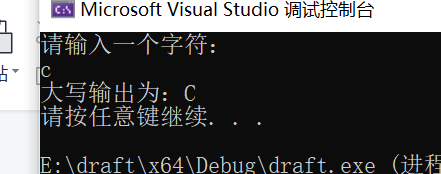 Microsoft Visual Studio 调试控制台
请输入一个字符：
c
大写输出为：C
请按任意键继续. . .
E:\draft\x64\Debug\draft.exe (进程